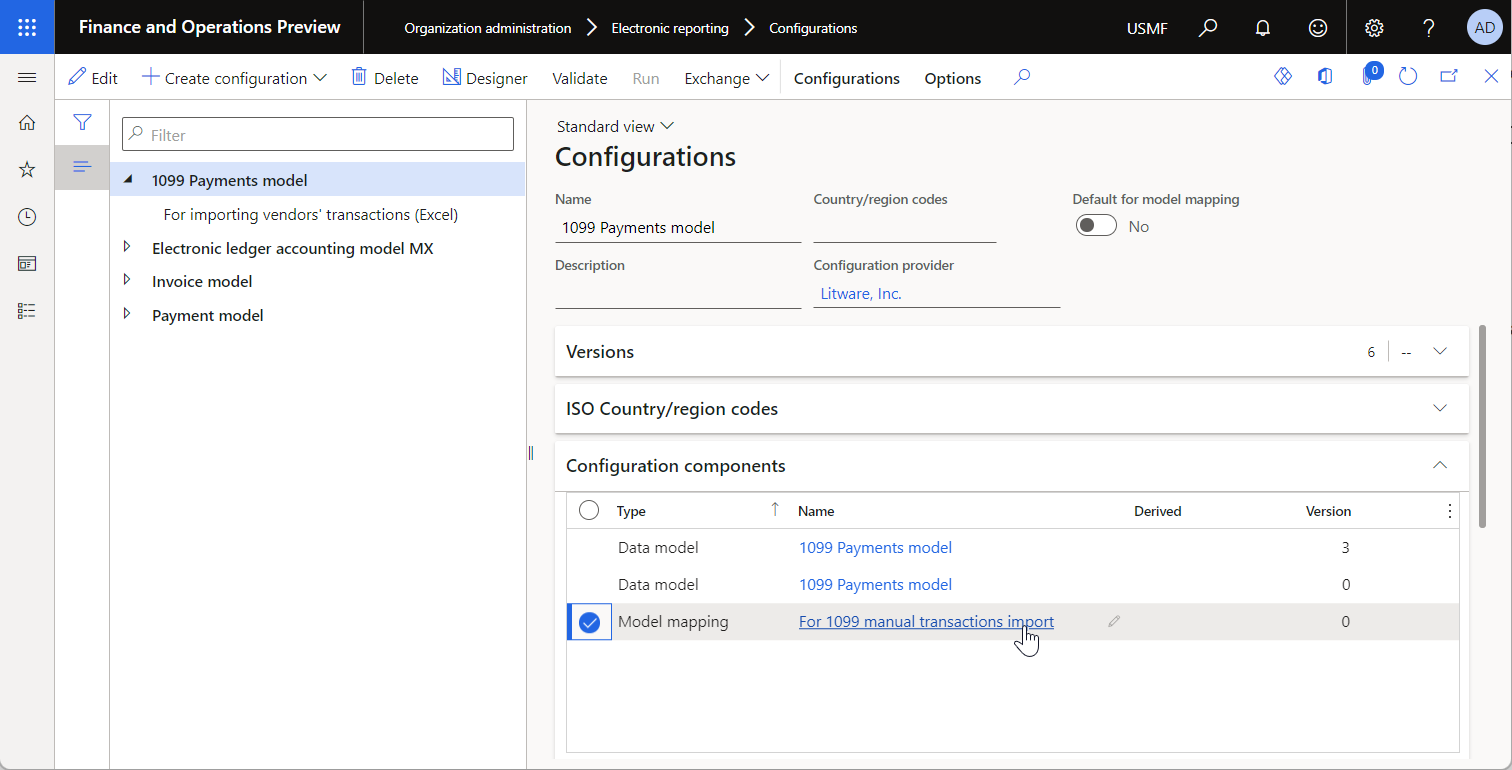 Finance and Operations Preview
Organization administration Electronic reporting Configurations
USMF
AD
Edit Create configuration Delete Designer Validate Run Exchange Configurations Options
0
Filter
1099 Payments model
For importing vendors' transactions (Excel)
Electronic ledger accounting model MX
Invoice model
Payment model
Standard view
Configurations
Name Country/region codes Default for model mapping
1099 Payments model No
Description Configuration provider
Litware, Inc.
Versions 6 --
ISO Country/region codes
Configuration components
Type Name Derived Version
Data model 1099 Payments model 3
Data model 1099 Payments model 0
Model mapping For 1099 manual transactions import 0